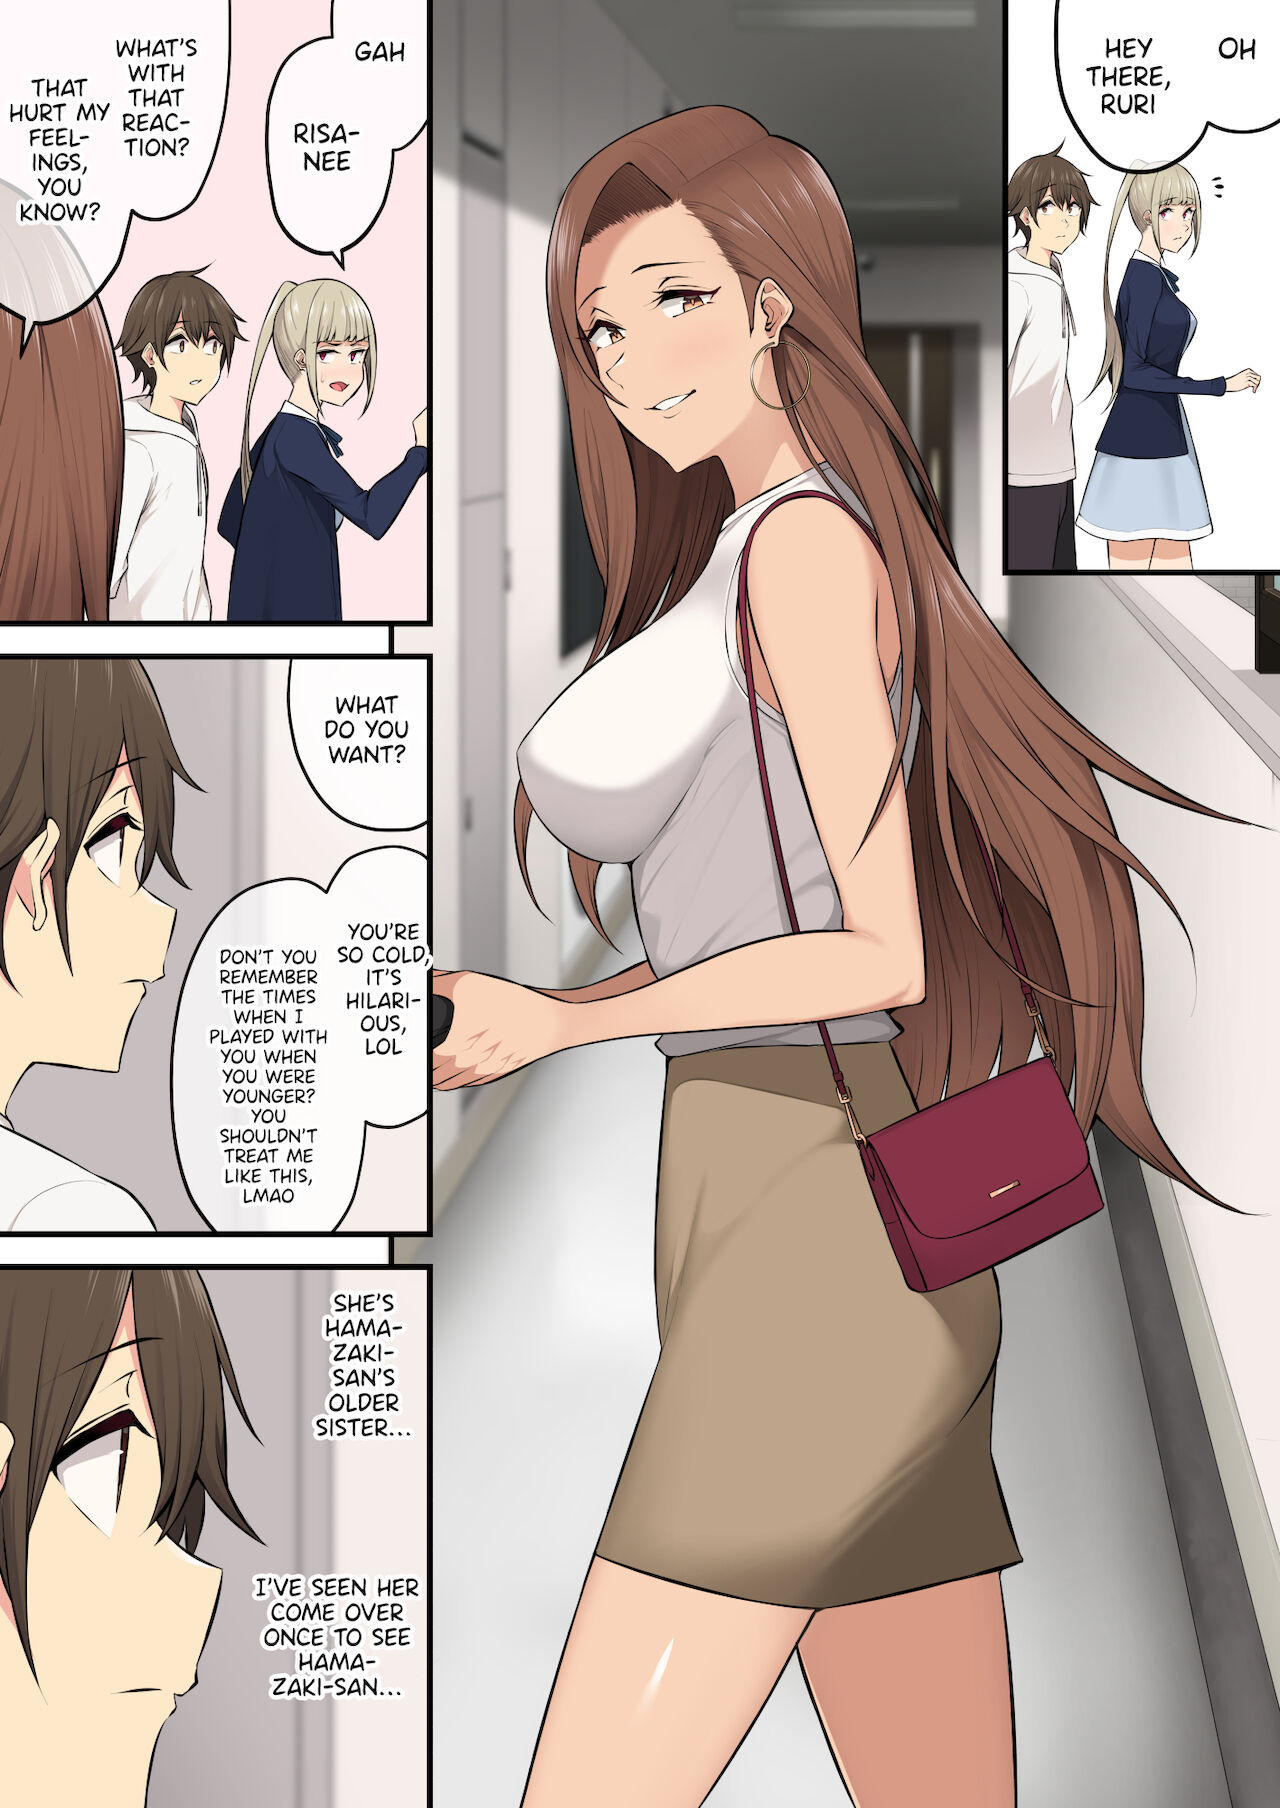 OH
HEY
THERE,
RURI
GAH
RISA-
NEE
WHAT'S
WITH
THAT
REAC-
TION?
THAT
HURT MY
FEEL-
INGS,
YOU
KNOW?
WHAT
DO YOU
WANT?
YOU'RE
SO COLD,
IT'S
HILARI-
OUS,
LOL
DON'T YOU
REMEMBER
THE TIMES
WHEN I
PLAYED WITH
YOU WHEN
YOU WERE
YOUNGER?
YOU
SHOULDN'T
TREAT ME
LIKE THIS,
LMAO
SHE'S
HAMA-
ZAKI-
SAN'S
OLDER
SISTER...
I'VE SEEN HER
COME OVER
ONCE TO SEE
HAMA-
ZAKI-SAN...